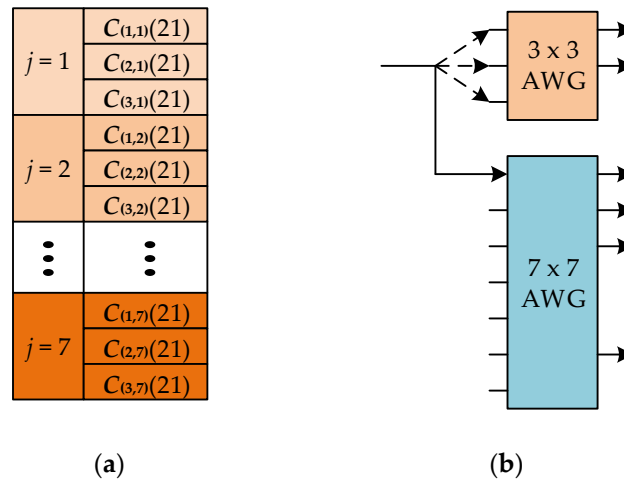 j = 1
C(1,1)(21)
C(2,1)(21)
C(3,1)(21)
j = 2
C(1,2)(21)
C(2,2)(21)
C(3,2)(21)
j = 7
C(1,7)(21)
C(2,7)(21)
C(3,7)(21)
(a)
3 x 3
AWG
7 x 7
AWG
(b)